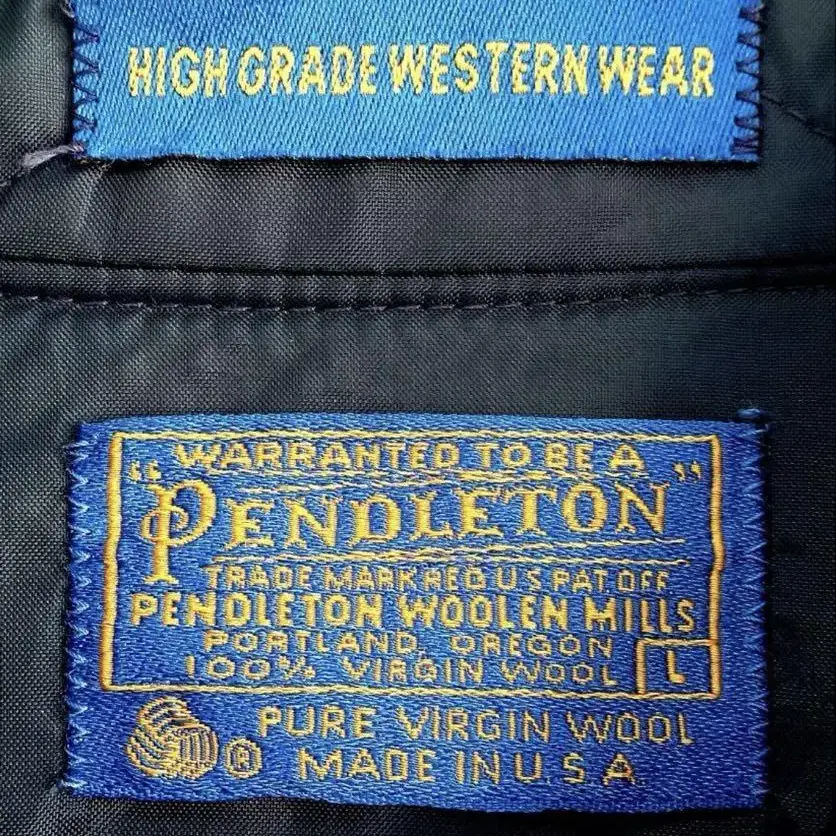 HIGH GRADE WESTERN WEAR
"WARRANTED TO BE A"
PENDLETON
TRADE MARK REG U S PAT. OFF.
PENDLETON WOOLEN MILLS
PORTLAND, OREGON
100% VIRGIN WOOL L
® PURE VIRGIN WOOL
MADE IN U.S.A